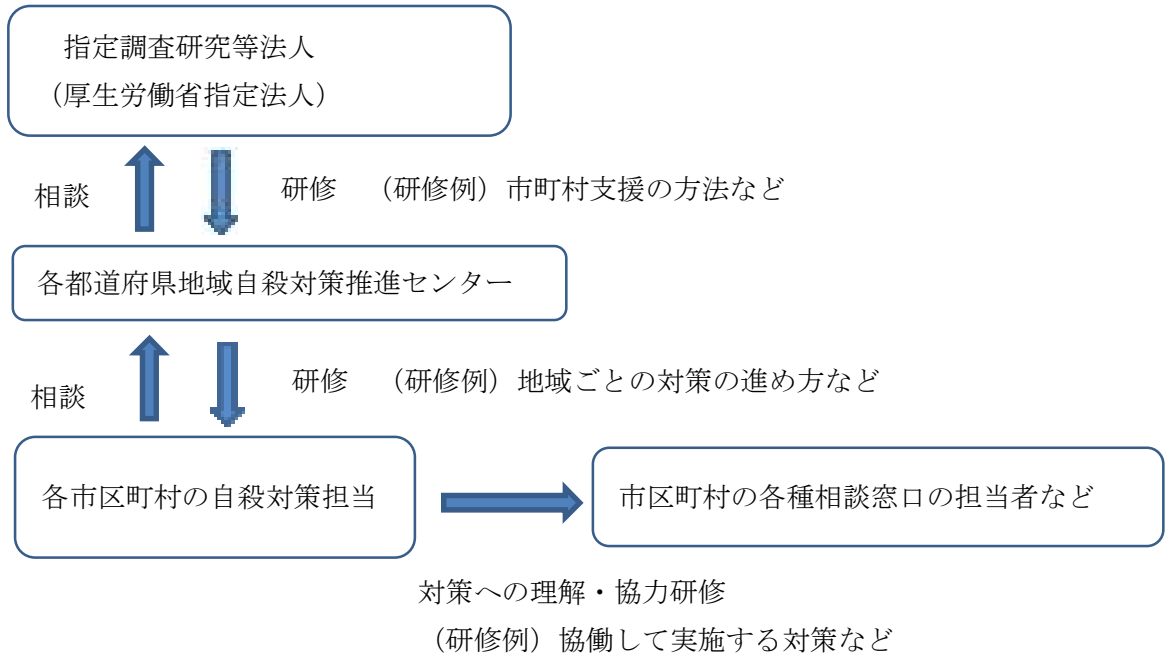 指定調査研究等法人
（厚生労働省指定法人）
相談
研修　（研修例）市町村支援の方法など
各都道府県地域自殺対策推進センター
相談
研修　（研修例）地域ごとの対策の進め方など
各市区町村の自殺対策担当
市区町村の各種相談窓口の担当者など
対策への理解・協力研修
（研修例）協働して実施する対策など